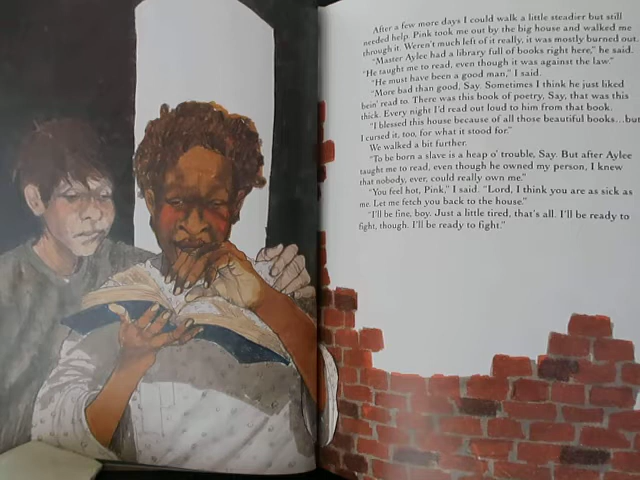 After a few more days I could walk a little steadier but still
needed help. Pink took me out by the big house and walked me
through it. Weren't much left of it really, it was mostly burned out.
"Master Aylee had a library full of books right here," he said.
"He taught me to read, even though it was against the law."
"He must have been a good man," I said.
"More bad than good, Say. Sometimes I think he just liked
bein' read to. There was this book of poetry, Say, that was this
thick. Every night I'd read out loud to him from that book.
"I blessed this house because of all those beautiful books...but
I cursed it, too, for what it stood for."
We walked a bit further.
"To be born a slave is a heap o' trouble, Say. But after Aylee
taught me to read, even though he owned my person, I knew
that nobody, ever, could really own me."
"You feel hot, Pink," I said. "Lord, I think you are as sick as
me. Let me fetch you back to the house."
"I'll be fine, boy. Just a little tired, that's all. I'll be ready to
fight, though. I'll be ready to fight."